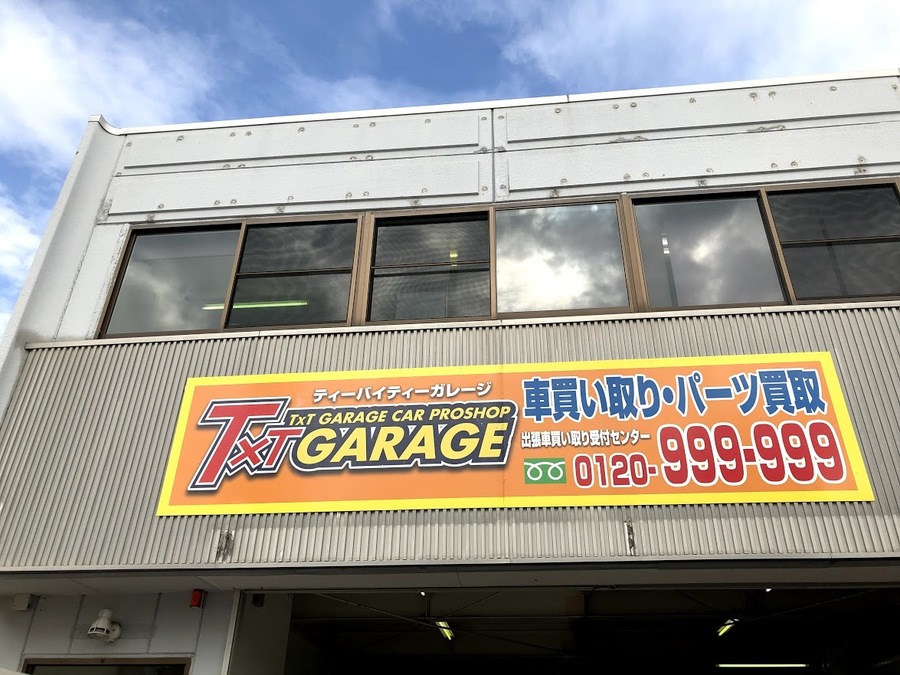 ティーバイティーガレージ
TxT
TxT GARAGE CAR PROSHOP
GARAGE
車買い取り・パーツ買取
出張車買い取り受付センター
0120-999-999